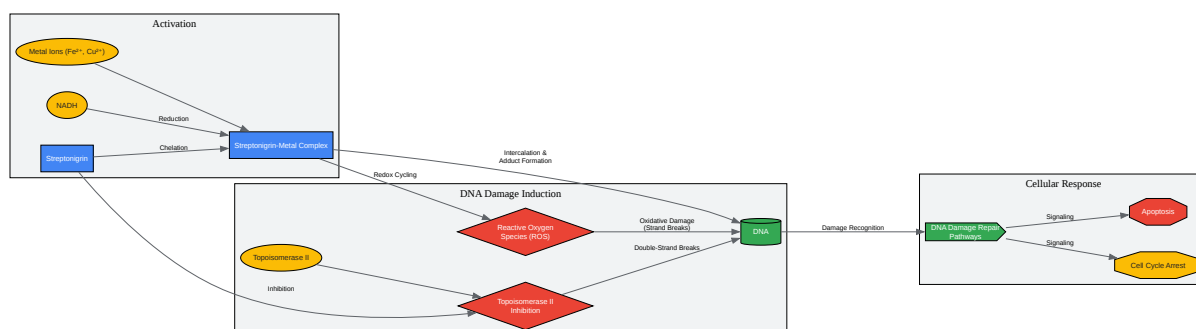 Activation
Metal Ions (Fe²⁺, Cu²⁺)
NADH
Reduction
Streptonigrin
Chelation
Streptonigrin-Metal Complex
Intercalation &
Adduct Formation
Redox Cycling
Inhibition
DNA Damage Induction
Reactive Oxygen
Species (ROS)
Oxidative Damage
(Strand Breaks)
DNA
Double-Strand Breaks
Topoisomerase II
Topoisomerase II
Inhibition
Damage Recognition
Cellular Response
DNA Damage Repair
Pathways
Signaling
Apoptosis
Signaling
Cell Cycle Arrest